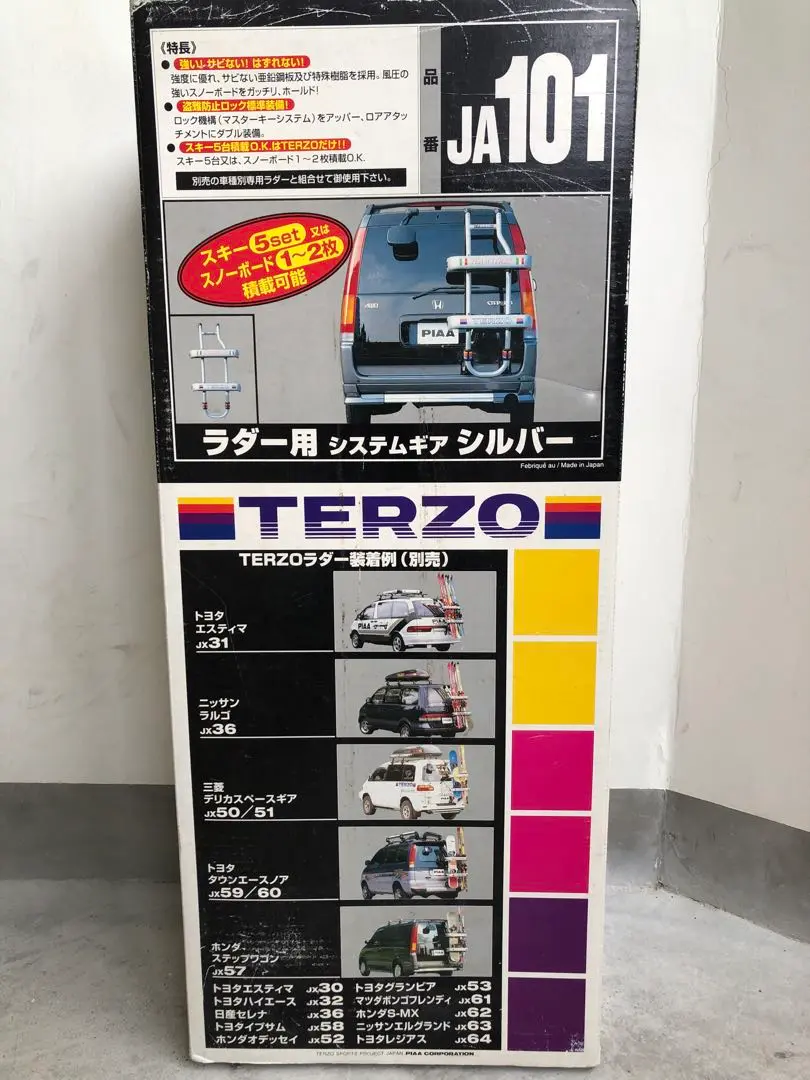 《特長》
● 強い! サビない! はずれない!
強度に優れ、サビない亜鉛鋼板及び特殊樹脂を採用。風圧の
強いスノーボードをガッチリ、ホールド!
● 盗難防止ロック標準装備!
ロック機構(マスターキーシステム)をアッパー、ロアアタッ
チメントにダブル装備。
● スキー5台積載O.K.はTERZOだけ!!
スキー5台又は、スノーボード1〜2枚積載O.K.
別売の車種別専用ラダーと組合せて御使用下さい。
品番
JA101
スキー5set又は
スノーボード1〜2枚
積載可能
PIAA
TERZO
ラダー用 システムギア シルバー
Febriqué au / Made in Japan
TERZO
TERZOラダー装着例(別売)
トヨタ
エスティマ
JX31
PIAA
ニッサン
ラルゴ
JX36
三菱
デリカスペースギア
JX50/51
トヨタ
タウンエースノア
JX59/60
ホンダ
ステップワゴン
JX57
トヨタエスティマ JX30 トヨタグランビア JX53
トヨタハイエース JX32 マツダボンゴフレンディ JX61
日産セレナ JX36 ホンダS-MX JX62
トヨタイプサム JX58 ニッサンエルグランド JX63
ホンダオデッセイ JX52 トヨタレジアス JX64
TERZO SPORTS PROJECT JAPAN PIAA CORPORATION